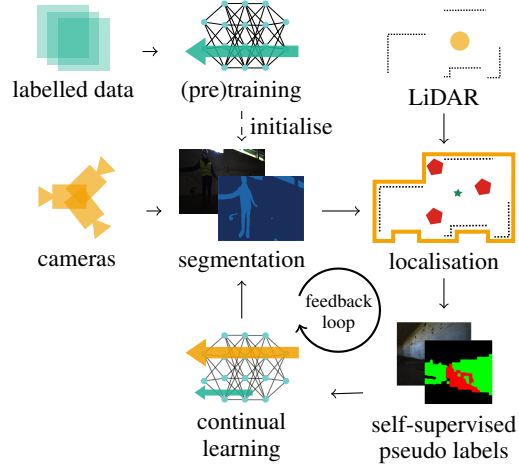 labelled data
(pre)training
LiDAR
initialise
cameras
segmentation
localisation
feedback
loop
continual
learning
self-supervised
pseudo labels